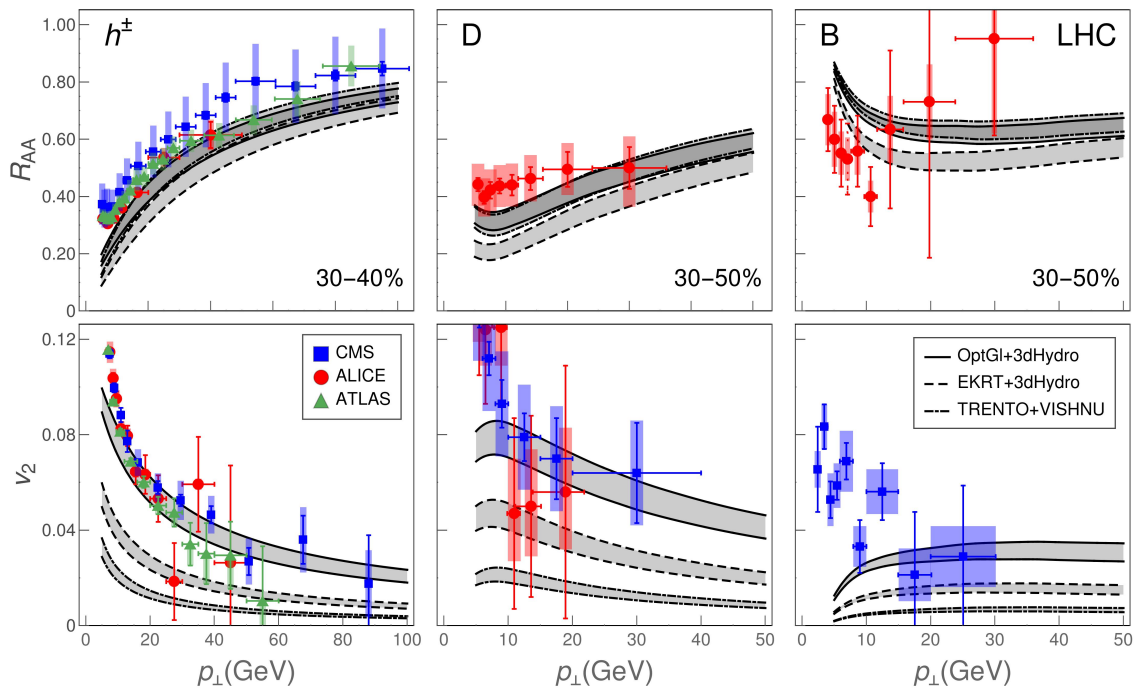 h± D B LHC
1.00
0.80
0.60
0.40
0.20
0
R_AA
30–40% 30–50% 30–50%
0.12
0.08
0.04
0
v₂
CMS
ALICE
ATLAS
OptGl+3dHydro
EKRT+3dHydro
TRENTO+VISHNU
0 20 40 60 80 100 0 10 20 30 40 50 0 10 20 30 40 50
p⊥(GeV) p⊥(GeV) p⊥(GeV)